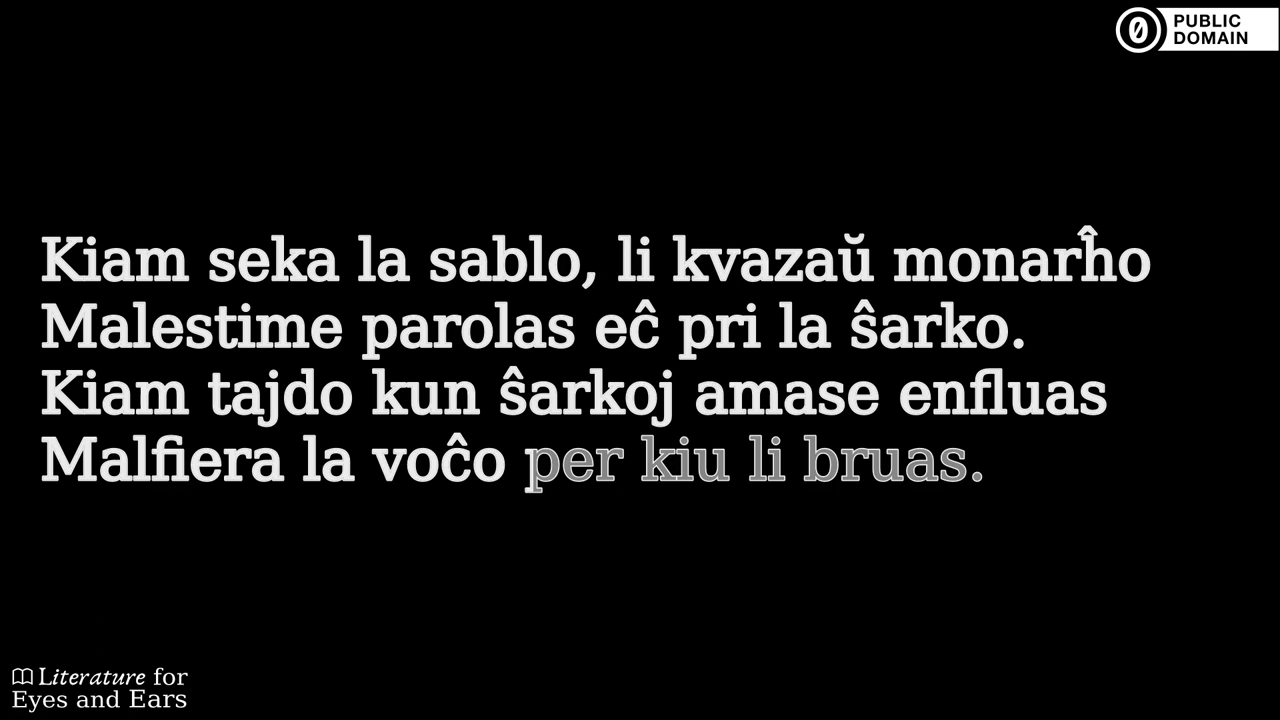 PUBLIC
DOMAIN
Kiam seka la sablo, li kvazaŭ monarĥo
Malestime parolas eĉ pri la ŝarko.
Kiam tajdo kun ŝarkoj amase enfluas
Malfiera la voĉo per kiu li bruas.
Literature for
Eyes and Ears